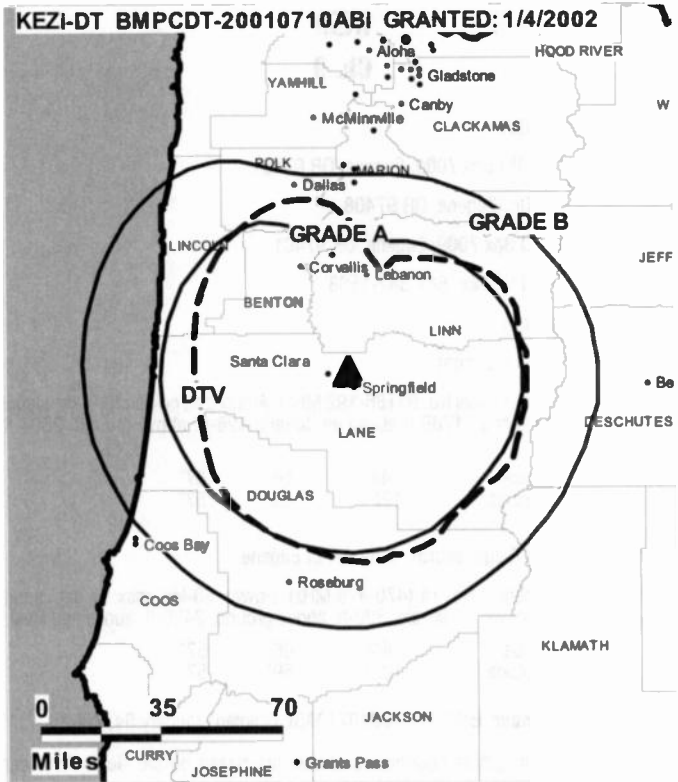 KEZI-DT BMPCDT-20010710ABI GRANTED: 1/4/2002
Aloha
HOOD RIVER
Gladstone
YAMHILL
Canby
W
McMinnville
CLACKAMAS
POLK
MARION
Dallas
GRADE A
GRADE B
LINCOLN
JEFF
Corvallis
Lebanon
BENTON
LINN
Santa Clara
Springfield
Be
DTV
DESCHUTES
LANE
DOUGLAS
Coos Bay
Roseburg
COOS
KLAMATH
0 35 70
JACKSON
Miles
CURRY
Grants Pass
JOSEPHINE